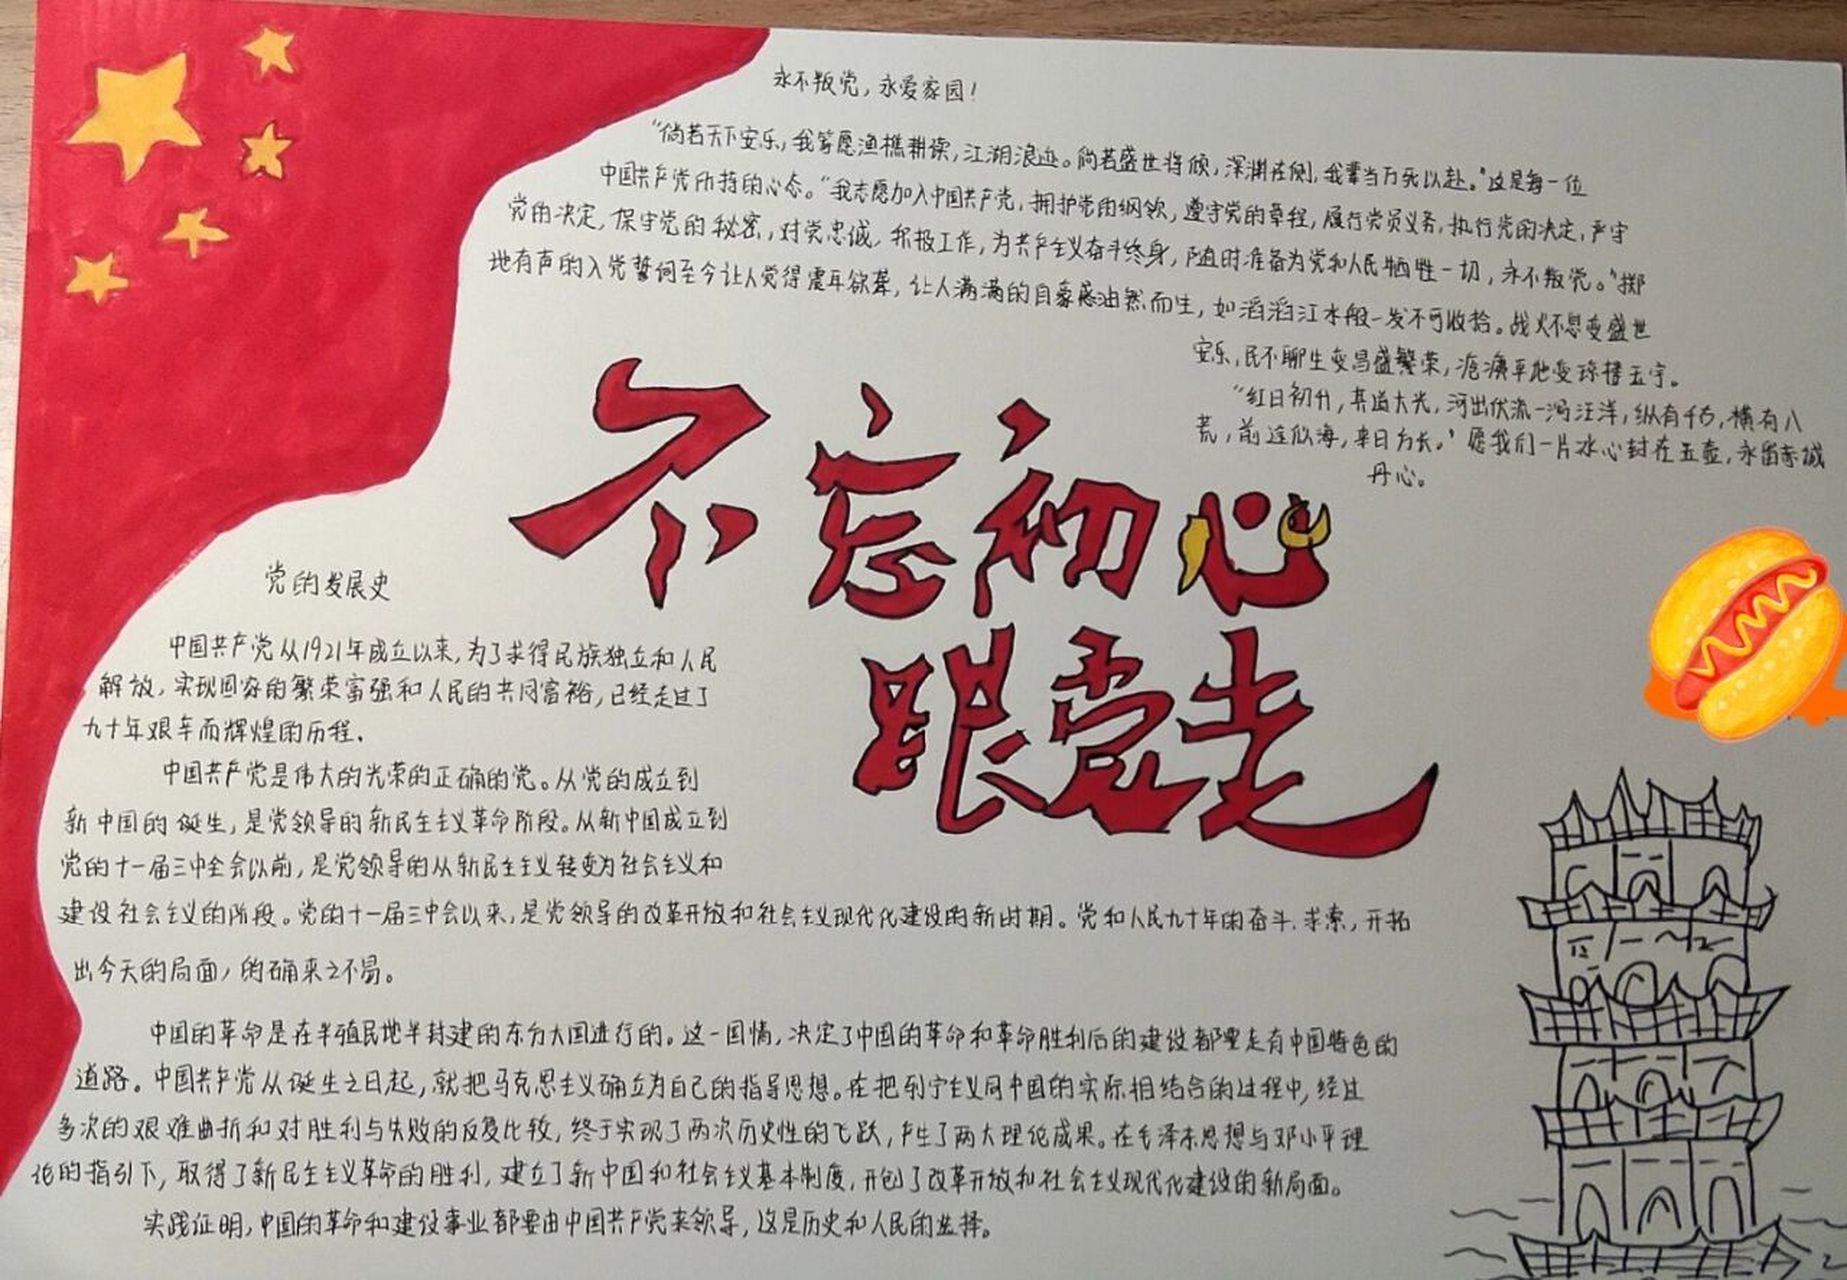 永不叛党，永爱家园！
“倘若天下安乐，我等愿渔樵耕读，江湖浪迹。倘若盛世将倾，深渊在侧，我辈当万死以赴。”这是每一位
中国共产党所持的心态。“我志愿加入中国共产党，拥护党的纲领，遵守党的章程，履行党员义务，执行党的决定，严守
党的决定，保守党的秘密，对党忠诚，积极工作，为共产主义奋斗终身，随时准备为党和人民牺牲一切，永不叛党。”掷
地有声的入党誓词至今让人觉得震耳欲聋，让人满满的自豪感油然而生，如滔滔江水般一发不可收拾。战火不息变盛世
安乐，民不聊生变昌盛繁荣，沧溏平地变琼楼玉宇。
“红日初升，其道大光，河出伏流一泻汪洋，纵有千古，横有八
荒，前途似海，来日方长。”愿我们一片冰心封在玉壶，永留赤城
丹心。
不忘初心
跟党走
党的发展史
中国共产党从1921年成立以来，为了求得民族独立和人民
解放，实现国家的繁荣富强和人民的共同富裕，已经走过了
九十年艰辛而辉煌的历程．
中国共产党是伟大的光荣的正确的党。从党的成立到
新中国的诞生，是党领导的新民主主义革命阶段。从新中国成立到
党的十一届三中全会以前，是党领导的从新民主主义转变为社会主义和
建设社会主义的阶段。党的十一届三中会以来，是党领导的改革开放和社会主义现代化建设的新时期。党和人民九十年的奋斗．求索，开拓
出今天的局面，的确来之不易。
中国的革命是在半殖民地半封建的东方大国进行的。这一国情，决定了中国的革命和革命胜利后的建设都要走有中国特色的
道路。中国共产党从诞生之日起，就把马克思主义确立为自己的指导思想。在把列宁主义同中国的实际相结合的过程中，经过
多次的艰难曲折和对胜利与失败的反复比较，终于实现了两次历史性的飞跃，产生了两大理论成果。在毛泽东思想与邓小平理
论的指引下，取得了新民主主义革命的胜利，建立了新中国和社会主义基本制度，开创了改革开放和社会主义现代化建设的新局面。
实践证明，中国的革命和建设事业都要由中国共产党来领导，这是历史和人民的选择。